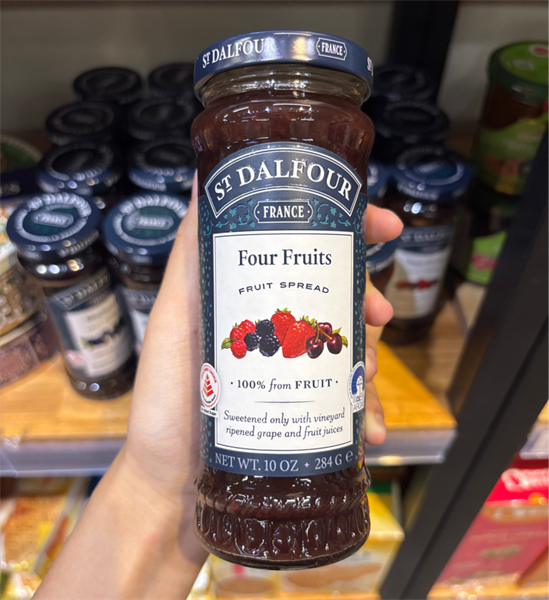 ST DALFOUR
FRANCE
ST DALFOUR
FRANCE
Four Fruits
FRUIT SPREAD
· 100% from FRUIT ·
Sweetened only with vineyard
ripened grape and fruit juices
NET WT. 10 OZ • 284 G e